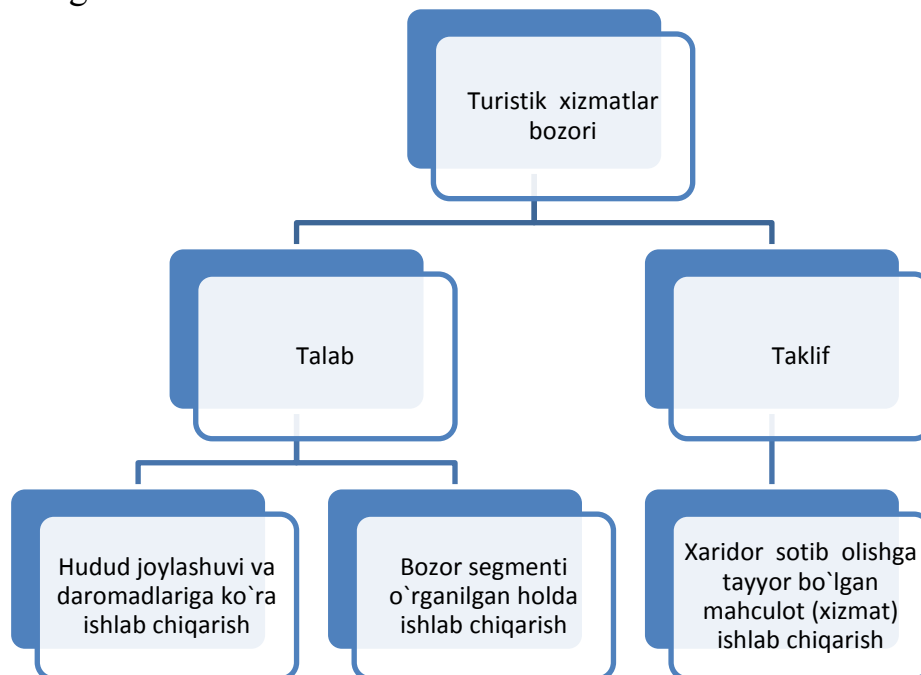 Turistik xizmatlar
bozori
Talab
Taklif
Hudud joylashuvi va
daromadlariga ko`ra
ishlab chiqarish
Bozor segmenti
o`rganilgan holda
ishlab chiqarish
Xaridor sotib olishga
tayyor bo`lgan
mahculot (xizmat)
ishlab chiqarish